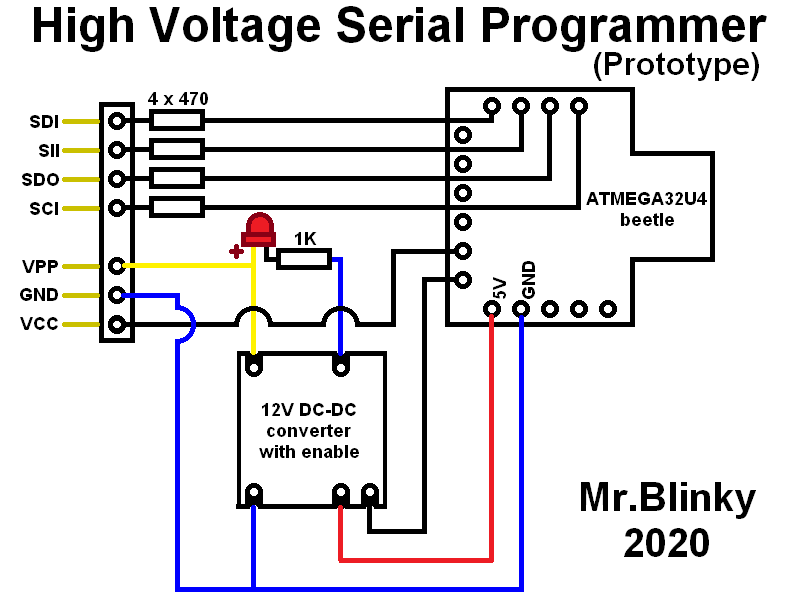 High Voltage Serial Programmer
(Prototype)
4 x 470
SDI
SII
SDO
SCI
ATMEGA32U4
beetle
+
1K
VPP
GND
VCC
5V
GND
12V DC-DC
converter
with enable
Mr.Blinky
2020